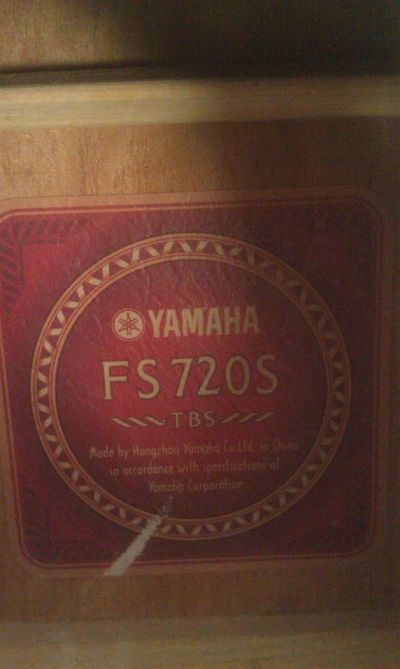 YAMAHA
FS720S
TBS
Made by Hangzhou Yamaha Co.Ltd. in China
in accordance with specifications of
Yamaha Corporation